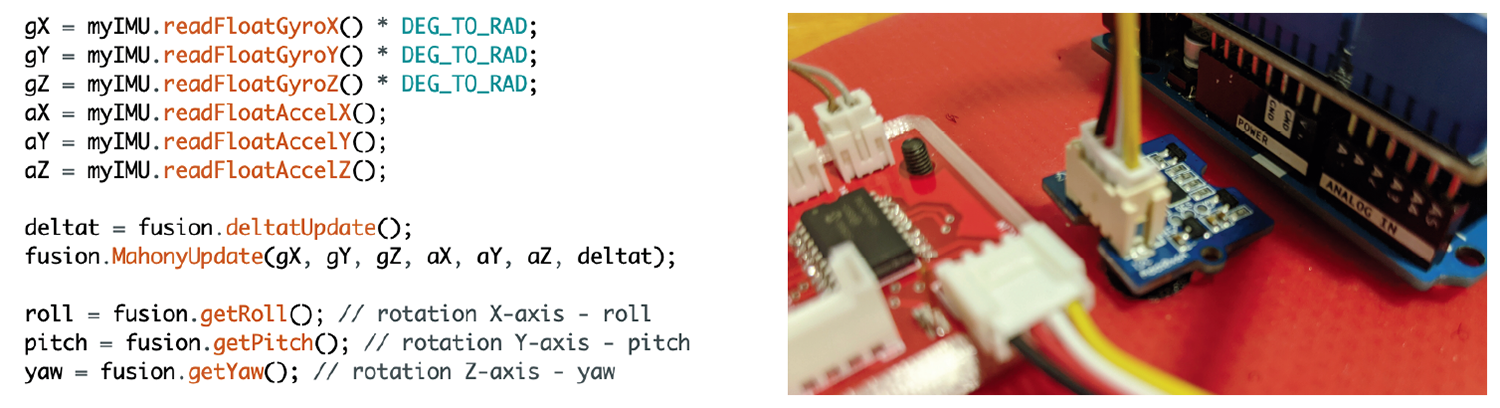 gX = myIMU.readFloatGyroX() * DEG_TO_RAD;
gY = myIMU.readFloatGyroY() * DEG_TO_RAD;
gZ = myIMU.readFloatGyroZ() * DEG_TO_RAD;
aX = myIMU.readFloatAccelX();
aY = myIMU.readFloatAccelY();
aZ = myIMU.readFloatAccelZ();
deltat = fusion.deltatUpdate();
fusion.MahonyUpdate(gX, gY, gZ, aX, aY, aZ, deltat);
roll = fusion.getRoll(); // rotation X-axis - roll
pitch = fusion.getPitch(); // rotation Y-axis - pitch
yaw = fusion.getYaw(); // rotation Z-axis - yaw
GND
GND
POWER
ANALOG IN